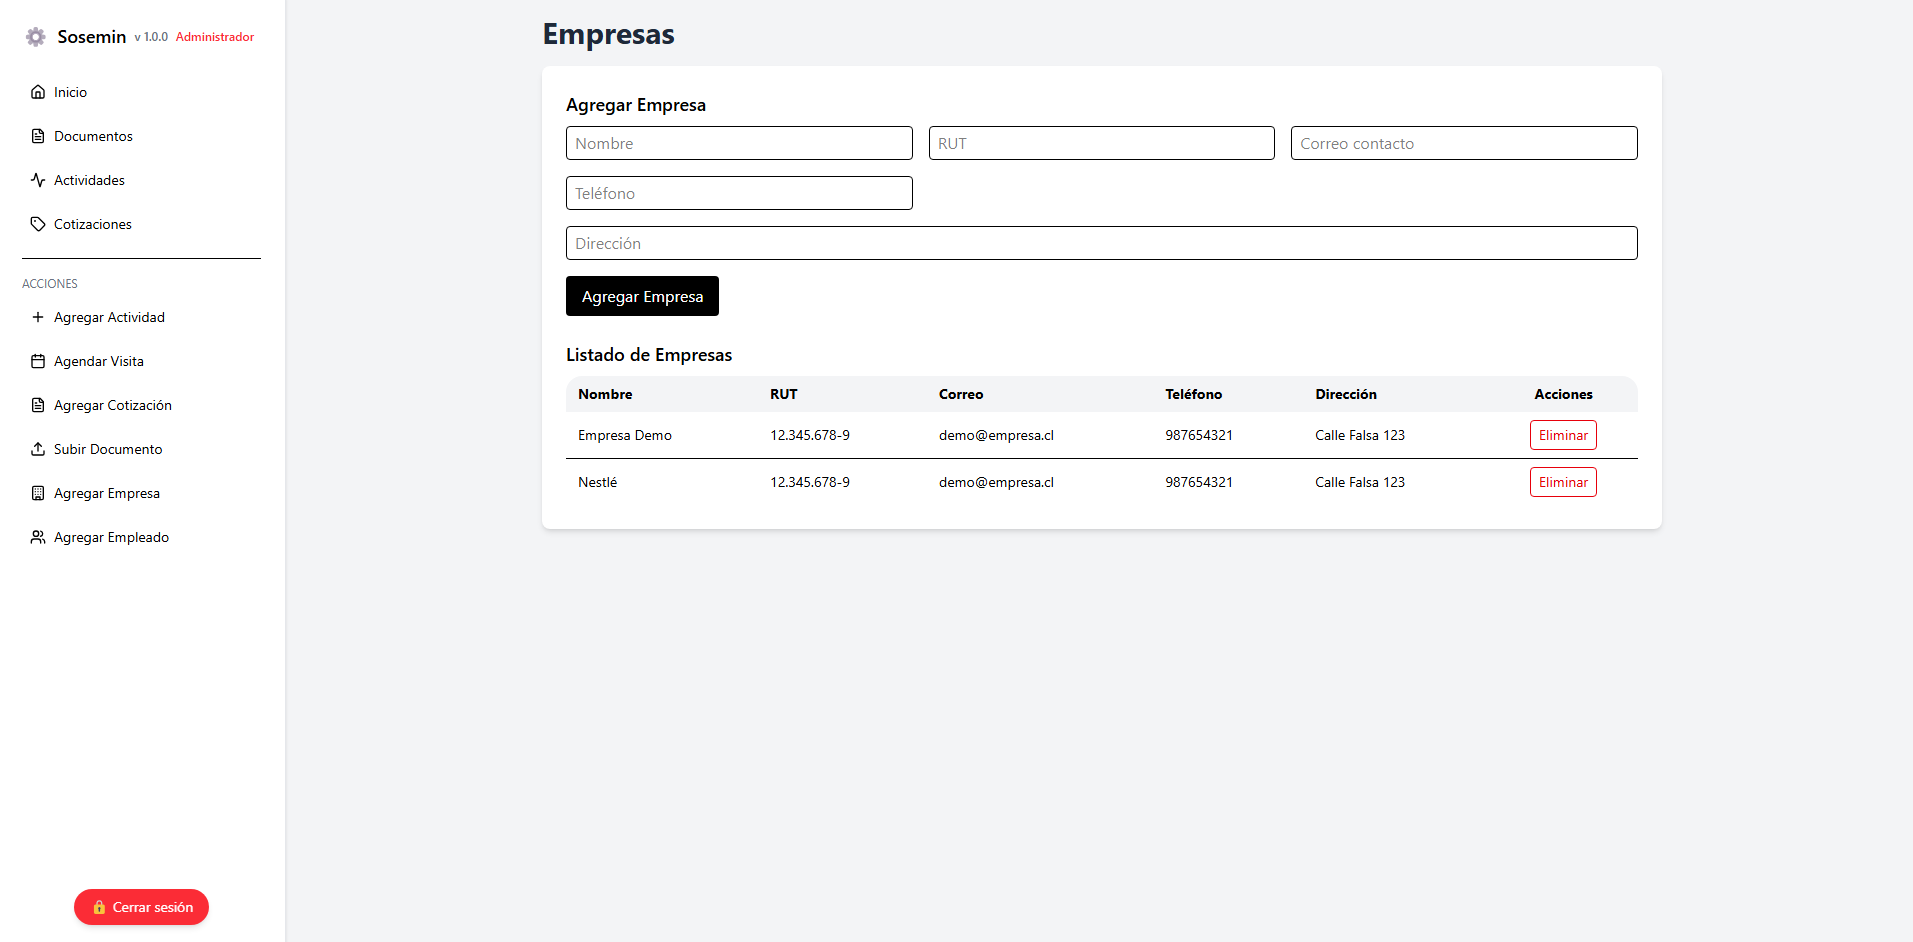 Sosemin v 1.0.0 Administrador
Inicio
Documentos
Actividades
Cotizaciones
ACCIONES
Agregar Actividad
Agendar Visita
Agregar Cotización
Subir Documento
Agregar Empresa
Agregar Empleado
Cerrar sesión
Empresas
Agregar Empresa
Nombre RUT Correo contacto
Teléfono
Dirección
Agregar Empresa
Listado de Empresas
Nombre RUT Correo Teléfono Dirección Acciones
Empresa Demo 12.345.678-9 demo@empresa.cl 987654321 Calle Falsa 123 Eliminar
Nestlé 12.345.678-9 demo@empresa.cl 987654321 Calle Falsa 123 Eliminar